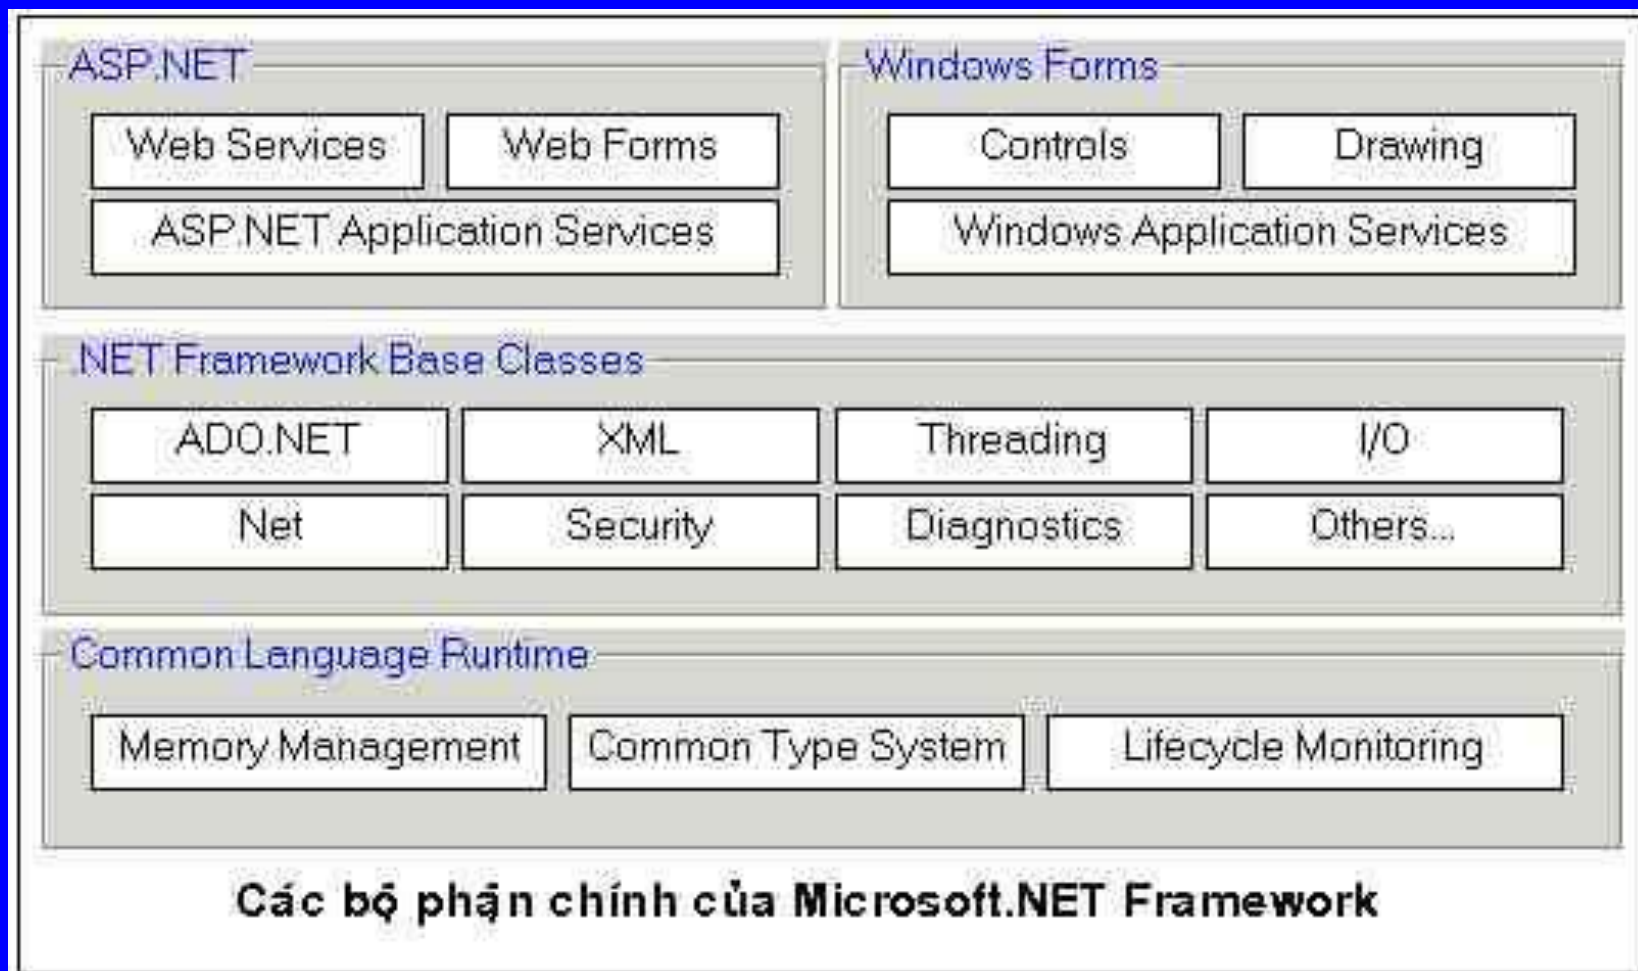 ASP.NET
Web Services
Web Forms
ASP.NET Application Services
Windows Forms
Controls
Drawing
Windows Application Services
.NET Framework Base Classes
ADO.NET
XML
Threading
I/O
Net
Security
Diagnostics
Others...
Common Language Runtime
Memory Management
Common Type System
Lifecycle Monitoring
Các bộ phận chính của Microsoft.NET Framework